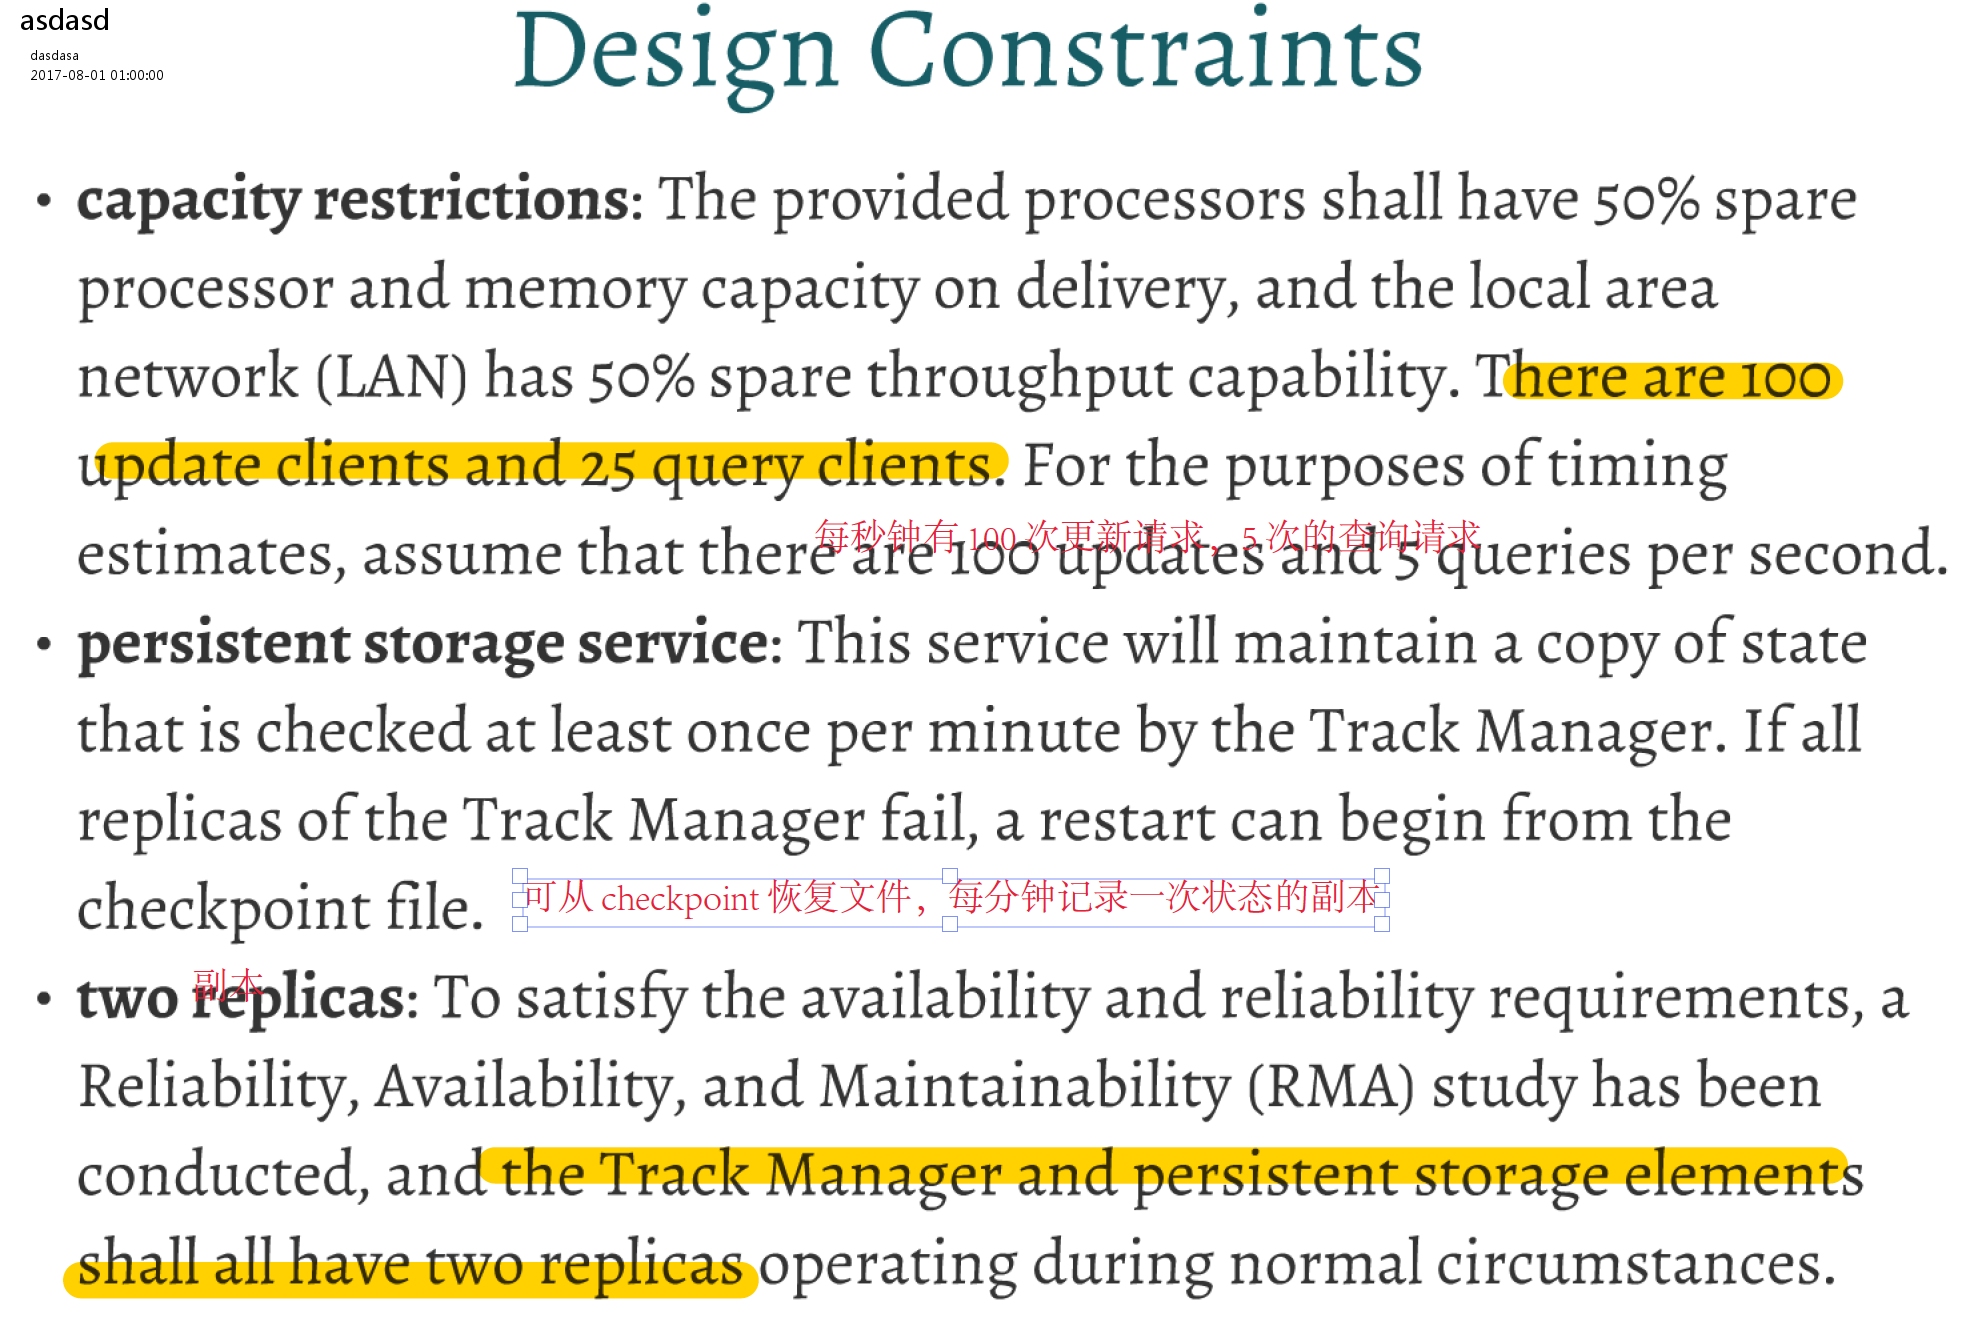 asdasd
dasdasa
2017-08-01 01:00:00
Design Constraints
• capacity restrictions: The provided processors shall have 50% spare
processor and memory capacity on delivery, and the local area
network (LAN) has 50% spare throughput capability. There are 100
update clients and 25 query clients. For the purposes of timing
每秒钟有 100 次更新请求，5 次的查询请求
estimates, assume that there are 100 updates and 5 queries per second.
• persistent storage service: This service will maintain a copy of state
that is checked at least once per minute by the Track Manager. If all
replicas of the Track Manager fail, a restart can begin from the
checkpoint file. 可从 checkpoint 恢复文件，每分钟记录一次状态的副本
副本
• two replicas: To satisfy the availability and reliability requirements, a
Reliability, Availability, and Maintainability (RMA) study has been
conducted, and the Track Manager and persistent storage elements
shall all have two replicas operating during normal circumstances.